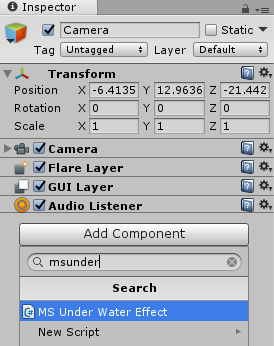 Inspector
Camera Static
Tag Untagged Layer Default
Transform
Position X -6.4135 Y 12.9636 Z -21.442
Rotation X 0 Y 0 Z 0
Scale X 1 Y 1 Z 1
Camera
Flare Layer
GUI Layer
Audio Listener
Add Component
msunder
Search
C# MS Under Water Effect
New Script